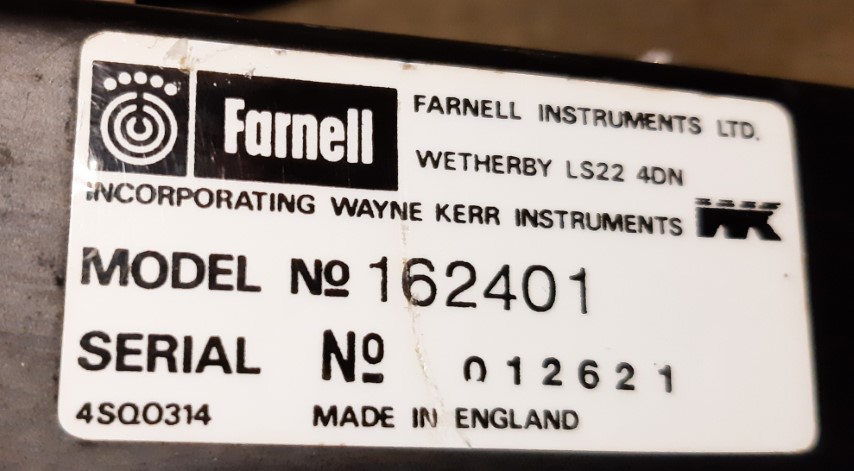 Farnell
FARNELL INSTRUMENTS LTD.
WETHERBY LS22 4DN
INCORPORATING WAYNE KERR INSTRUMENTS WK
MODEL Nº 162401
SERIAL Nº 012621
4SQ0314 MADE IN ENGLAND